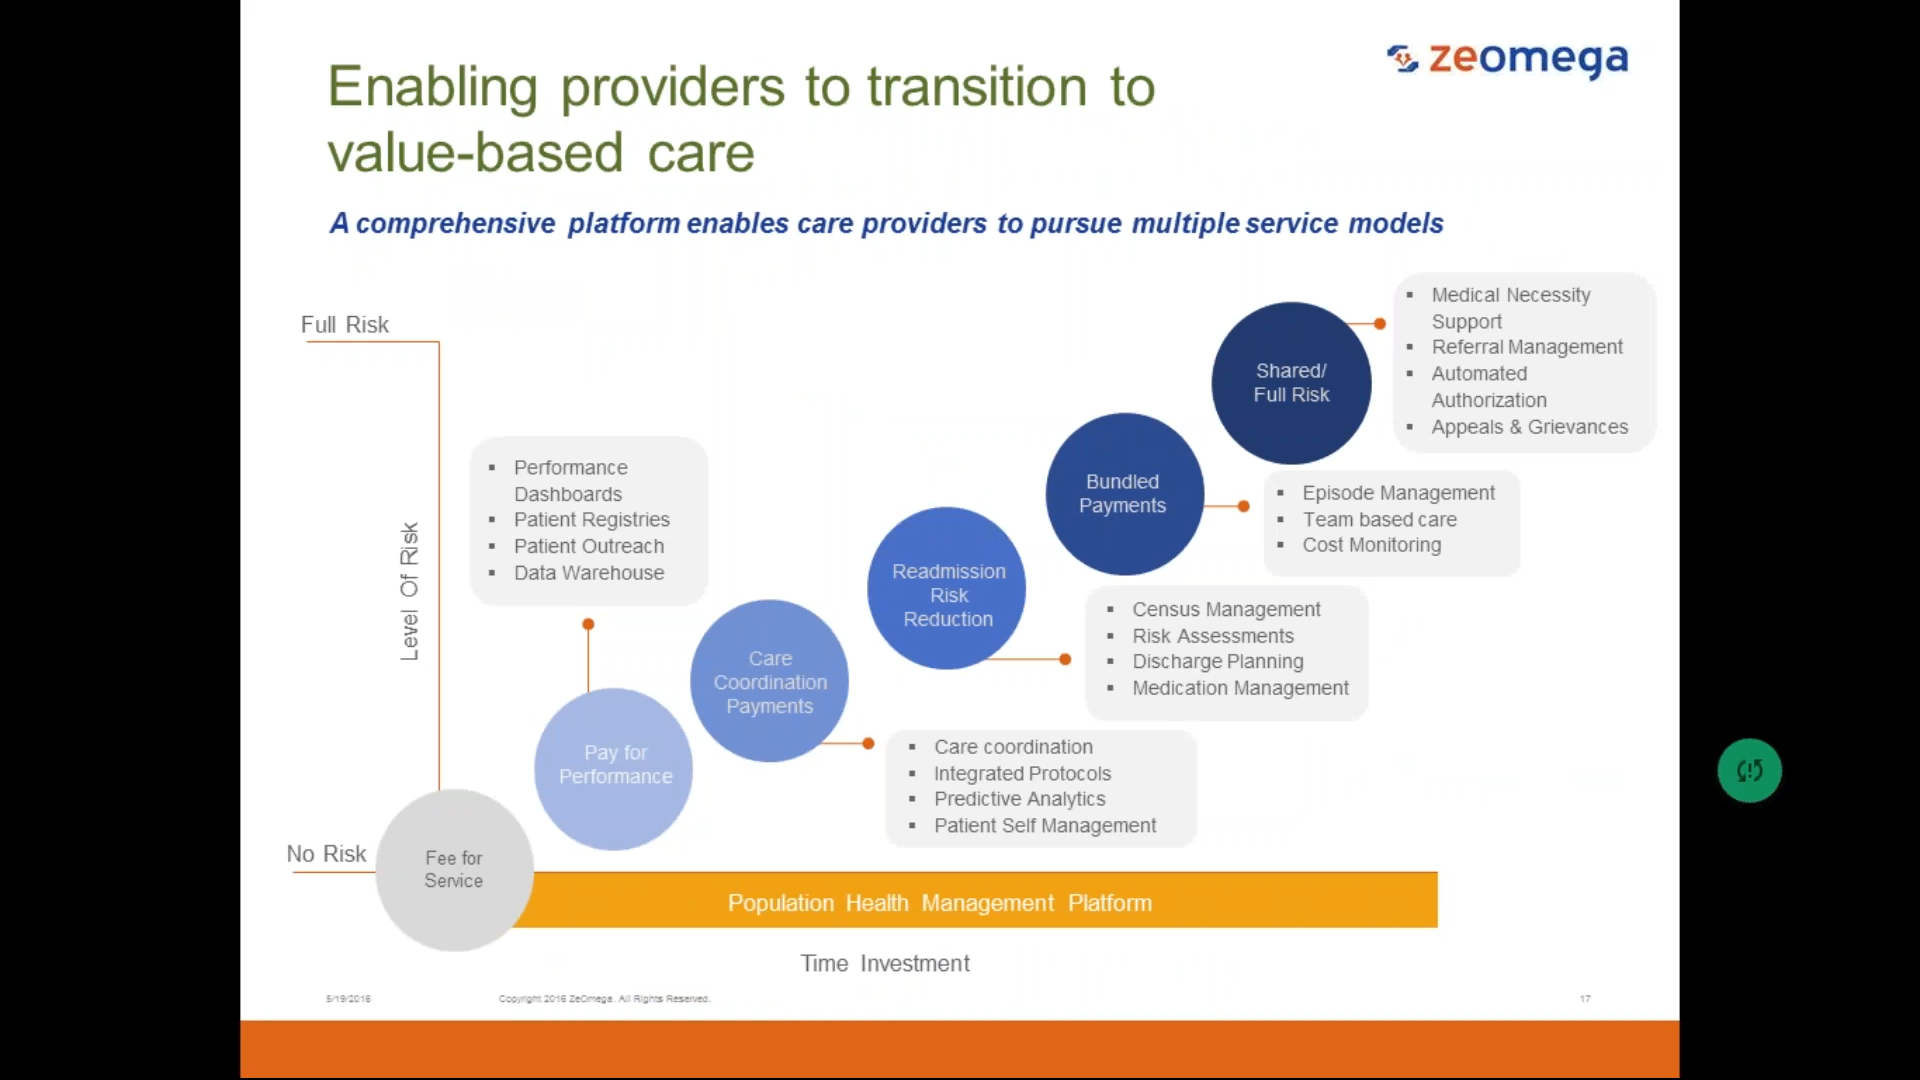 zeomega
Enabling providers to transition to
value-based care
A comprehensive platform enables care providers to pursue multiple service models
Full Risk
Level Of Risk
No Risk
Fee for
Service
Pay for
Performance
▪ Performance
Dashboards
▪ Patient Registries
▪ Patient Outreach
▪ Data Warehouse
Care
Coordination
Payments
▪ Care coordination
▪ Integrated Protocols
▪ Predictive Analytics
▪ Patient Self Management
Readmission
Risk
Reduction
▪ Census Management
▪ Risk Assessments
▪ Discharge Planning
▪ Medication Management
Bundled
Payments
▪ Episode Management
▪ Team based care
▪ Cost Monitoring
Shared/
Full Risk
▪ Medical Necessity
Support
▪ Referral Management
▪ Automated
Authorization
▪ Appeals & Grievances
Population Health Management Platform
Time Investment
5/19/2016
Copyright 2016 ZeOmega. All Rights Reserved.
17